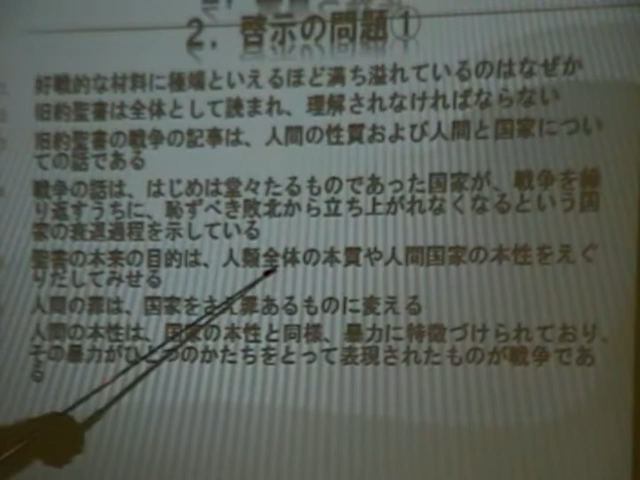 2. 啓示の問題①
好戦的な材料に極端といえるほど満ち溢れているのはなぜか
旧約聖書は全体として読まれ、理解されなければならない
旧約聖書の戦争の記事は、人間の性質および人間と国家につい
ての話である
戦争の話は、はじめは堂々たるものであった国家が、戦争を繰
り返すうちに、恥ずべき敗北から立ち上がれなくなるという国
家の衰退過程を示している
聖書の本来の目的は、人類全体の本質や人間国家の本性をえぐ
りだしてみせる
人間の罪は、国家をさえ罪あるものに変える
人間の本性は、国家の本性と同様、暴力に特徴づけられており、
その暴力がひとつのかたちをとって表現されたものが戦争であ
る